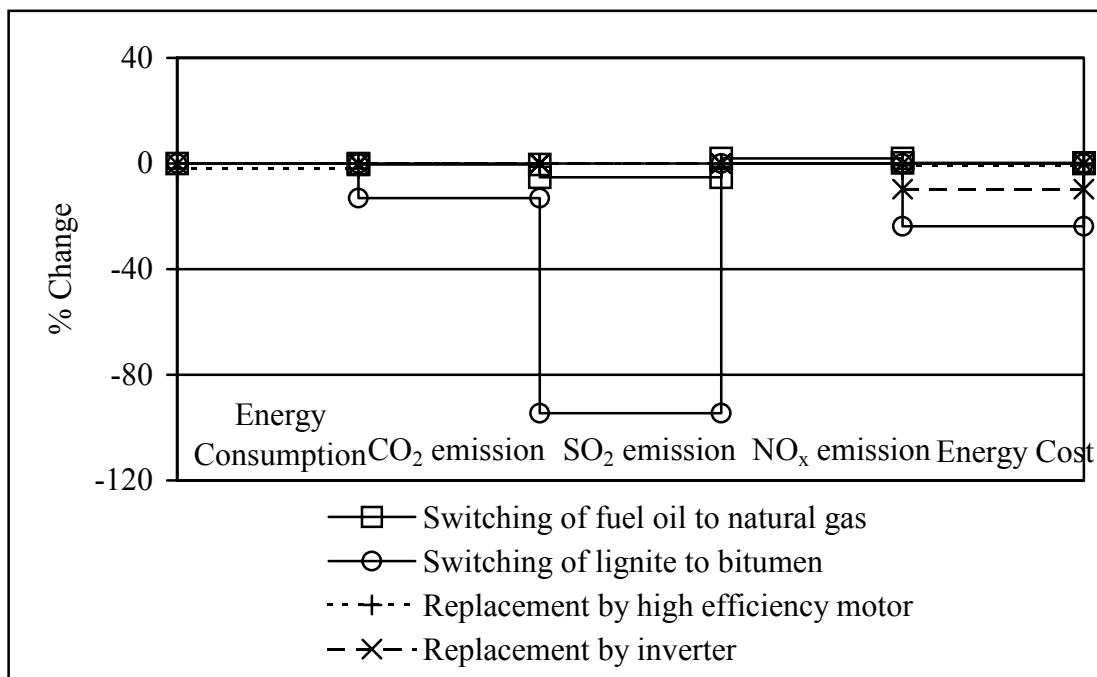 40
0
-40
-80
-120
% Change
Energy
Consumption
CO₂ emission
SO₂ emission
NOₓ emission
Energy Cost
Switching of fuel oil to natural gas
Switching of lignite to bitumen
Replacement by high efficiency motor
Replacement by inverter